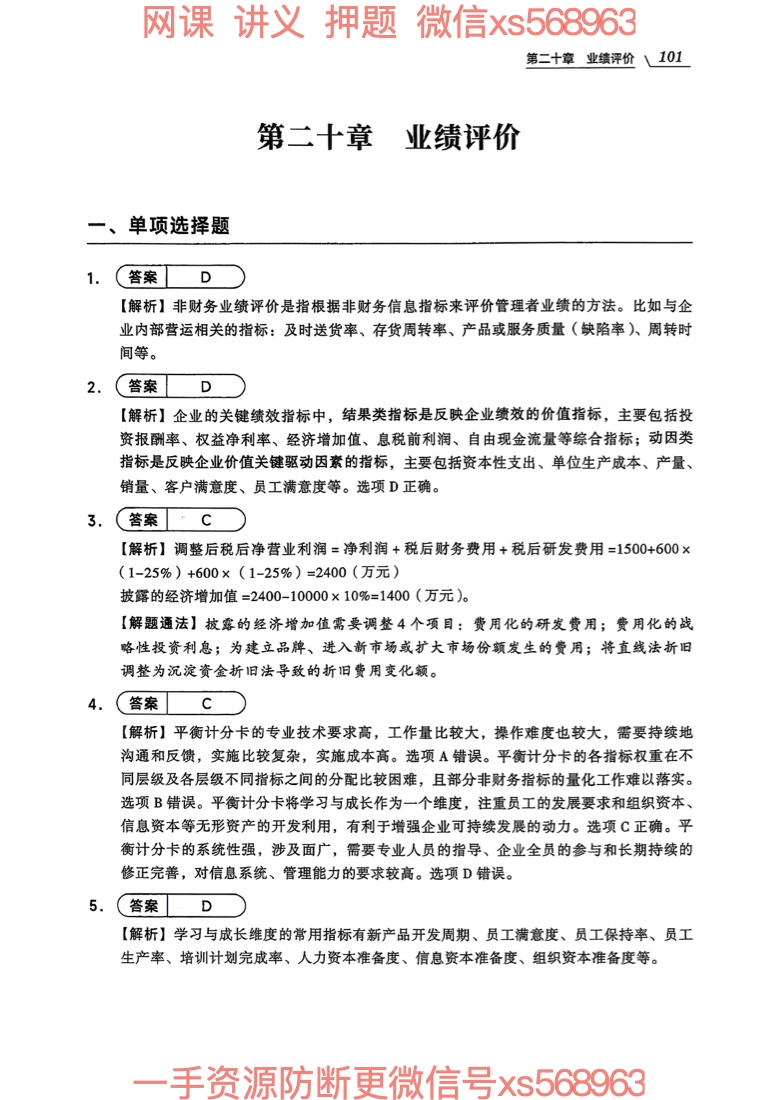 网课 讲义 押题 微信xs568963
第二十章 业绩评价 101
第二十章 业绩评价
一、单项选择题
1. 答案 D
【解析】非财务业绩评价是指根据非财务信息指标来评价管理者业绩的方法。比如与企
业内部营运相关的指标：及时送货率、存货周转率、产品或服务质量（缺陷率）、周转时
间等。
2. 答案 D
【解析】企业的关键绩效指标中，结果类指标是反映企业绩效的价值指标，主要包括投
资报酬率、权益净利率、经济增加值、息税前利润、自由现金流量等综合指标；动因类
指标是反映企业价值关键驱动因素的指标，主要包括资本性支出、单位生产成本、产量、
销量、客户满意度、员工满意度等。选项 D 正确。
3. 答案 C
【解析】调整后税后净营业利润 = 净利润 + 税后财务费用 + 税后研发费用 =1500+600 ×
（1-25%）+600 ×（1-25%）=2400（万元）
披露的经济增加值 =2400-10000 × 10%=1400（万元）。
【解题通法】披露的经济增加值需要调整 4 个项目：费用化的研发费用；费用化的战
略性投资利息；为建立品牌、进入新市场或扩大市场份额发生的费用；将直线法折旧
调整为沉淀资金折旧法导致的折旧费用变化额。
4. 答案 C
【解析】平衡计分卡的专业技术要求高，工作量比较大，操作难度也较大，需要持续地
沟通和反馈，实施比较复杂，实施成本高。选项 A 错误。平衡计分卡的各指标权重在不
同层级及各层级不同指标之间的分配比较困难，且部分非财务指标的量化工作难以落实。
选项 B 错误。平衡计分卡将学习与成长作为一个维度，注重员工的发展要求和组织资本、
信息资本等无形资产的开发利用，有利于增强企业可持续发展的动力。选项 C 正确。平
衡计分卡的系统性强，涉及面广，需要专业人员的指导、企业全员的参与和长期持续的
修正完善，对信息系统、管理能力的要求较高。选项 D 错误。
5. 答案 D
【解析】学习与成长维度的常用指标有新产品开发周期、员工满意度、员工保持率、员工
生产率、培训计划完成率、人力资本准备度、信息资本准备度、组织资本准备度等。
一手资源防断更微信号xs568963